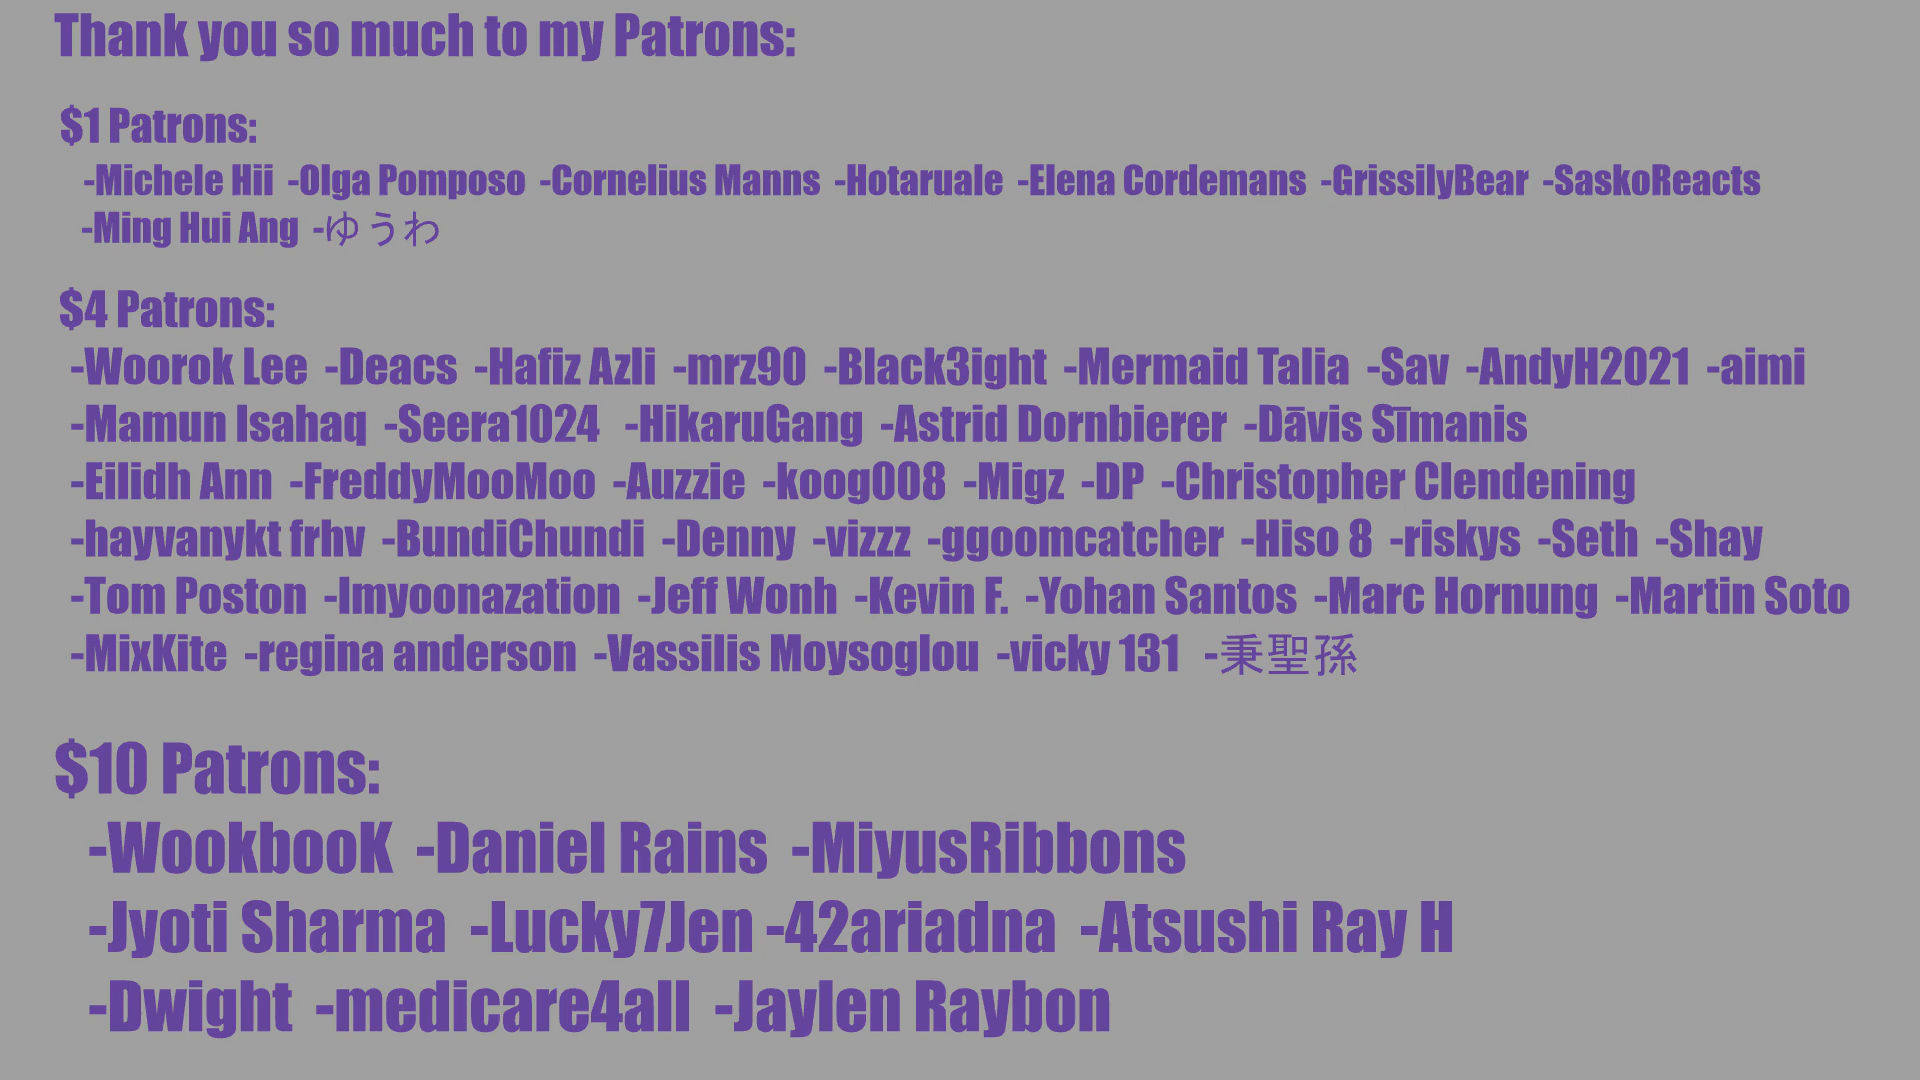 Thank you so much to my Patrons:
$1 Patrons:
-Michele Hii -Olga Pomposo -Cornelius Manns -Hotaruale -Elena Cordemans -GrissilyBear -SaskoReacts
-Ming Hui Ang -ゆうわ
$4 Patrons:
-Woorok Lee -Deacs -Hafiz Azli -mrz90 -Black3ight -Mermaid Talia -Sav -AndyH2021 -aimi
-Mamun Isahaq -Seera1024 -HikaruGang -Astrid Dornbierer -Dāvis Sīmanis
-Eilidh Ann -FreddyMooMoo -Auzzie -koog008 -Migz -DP -Christopher Clendening
-hayvanykt frhv -BundiChundi -Denny -vizzz -ggoomcatcher -Hiso 8 -riskys -Seth -Shay
-Tom Poston -Imyoonazation -Jeff Wonh -Kevin F. -Yohan Santos -Marc Hornung -Martin Soto
-MixKite -regina anderson -Vassilis Moysoglou -vicky 131 -秉聖孫
$10 Patrons:
-WookbooK -Daniel Rains -MiyusRibbons
-Jyoti Sharma -Lucky7Jen -42ariadna -Atsushi Ray H
-Dwight -medicare4all -Jaylen Raybon